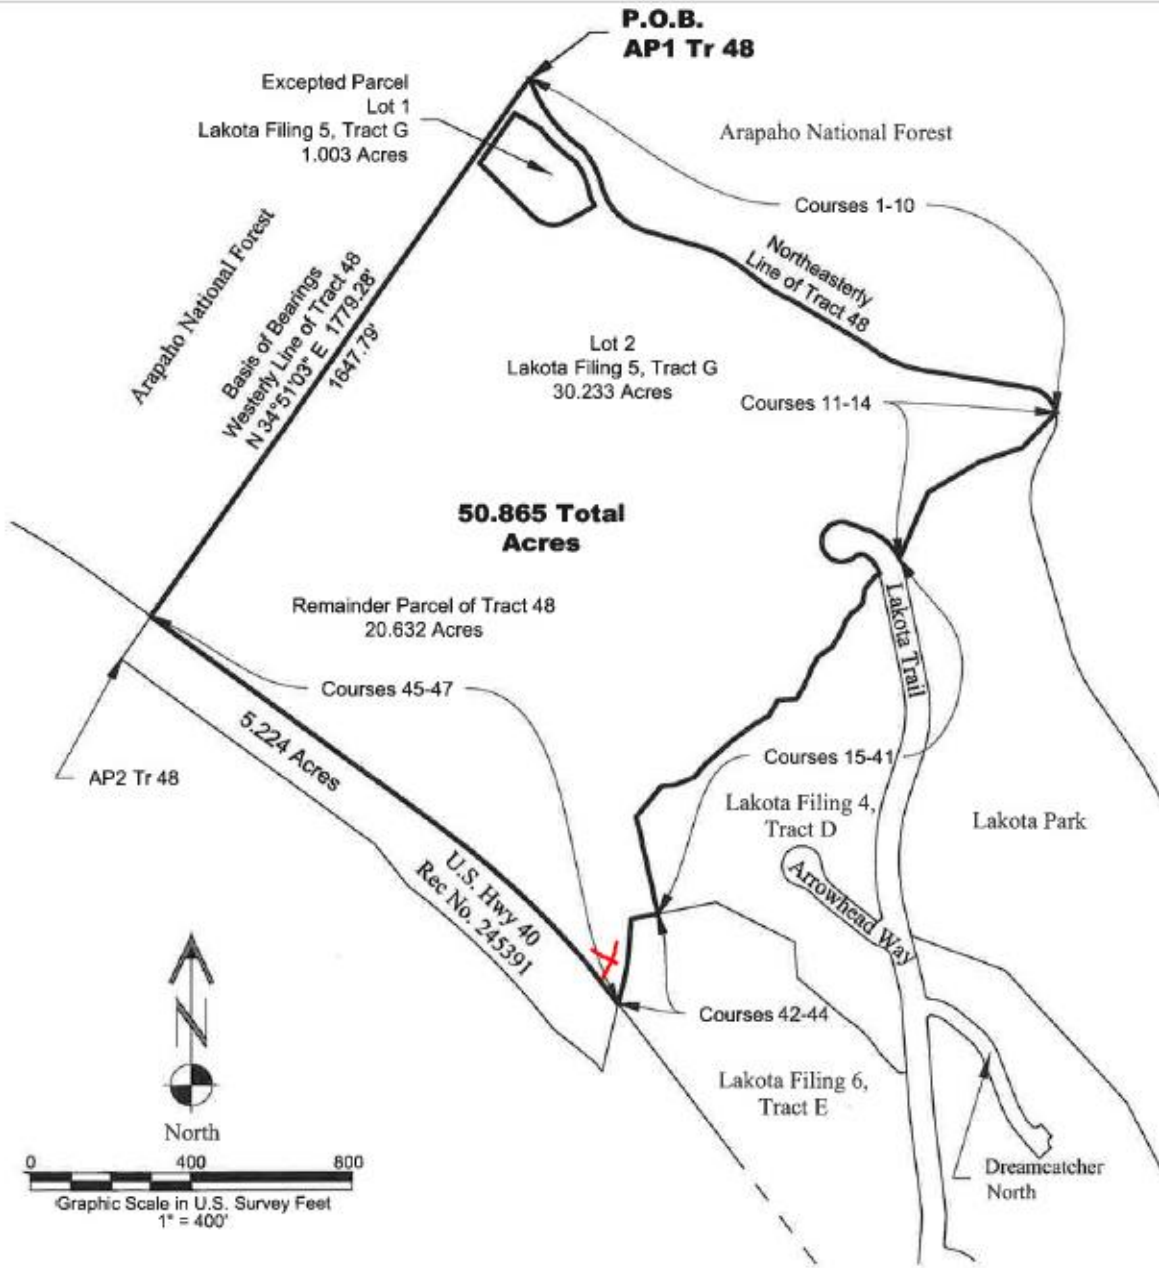 P.O.B.
AP1 Tr 48
Excepted Parcel
Lot 1
Lakota Filing 5, Tract G
1.003 Acres
Arapaho National Forest
Courses 1-10
Arapaho National Forest
Basis of Bearings
Westerly Line of Tract 48
N 34°51'03" E 1779.28'
1647.79'
Northeasterly
Line of Tract 48
Lot 2
Lakota Filing 5, Tract G
30.233 Acres
Courses 11-14
50.865 Total
Acres
Remainder Parcel of Tract 48
20.632 Acres
Lakota Trail
Courses 45-47
5.224 Acres
AP2 Tr 48
Courses 15-41
Lakota Filing 4,
Tract D
Lakota Park
U.S. Hwy 40
Rec No. 245391
Arrowhead Way
Courses 42-44
Lakota Filing 6,
Tract E
N
North
Dreamcatcher
North
0 400 800
Graphic Scale in U.S. Survey Feet
1" = 400'